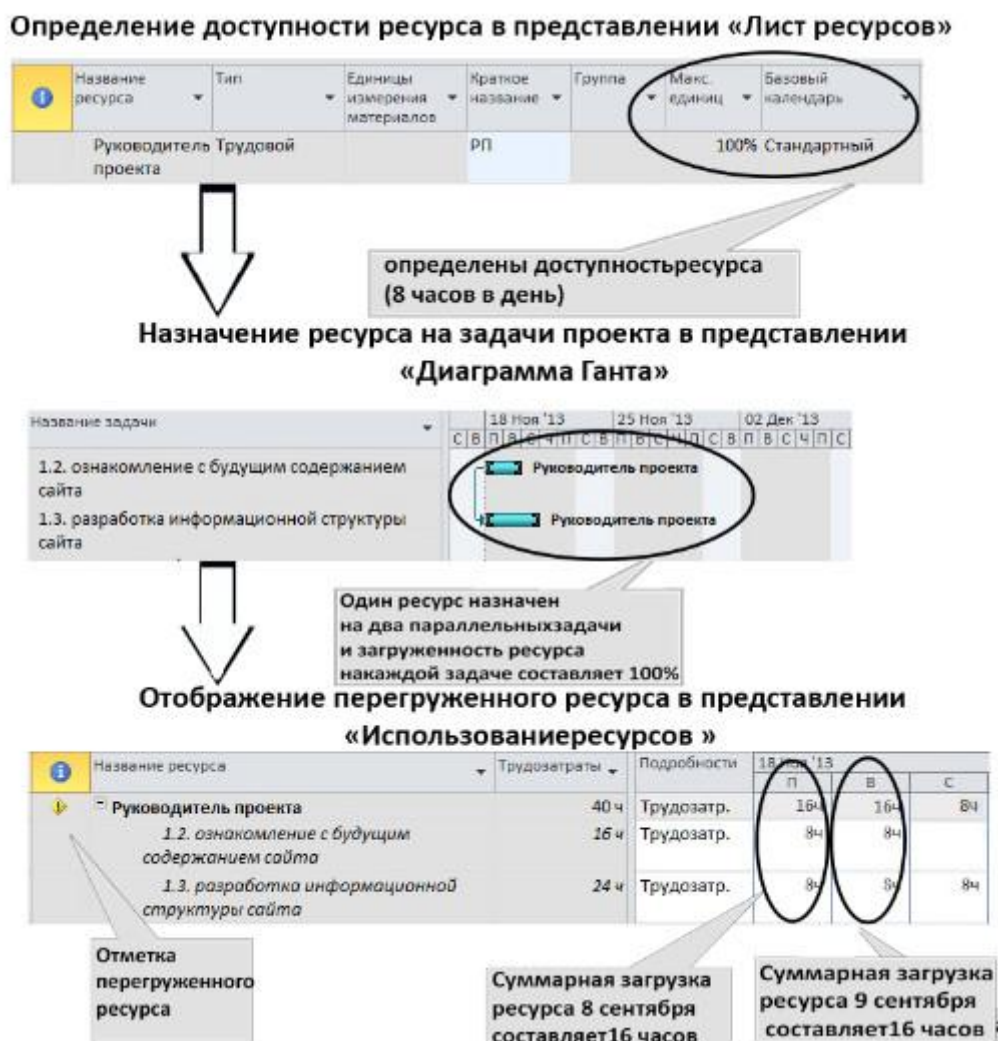 Определение доступности ресурса в представлении «Лист ресурсов»
Название ресурса Тип Единицы измерения материалов Краткое название Группа Макс. единиц Базовый календарь
Руководитель проекта Трудовой РП 100% Стандартный
определены доступностьресурса
(8 часов в день)
Назначение ресурса на задачи проекта в представлении
«Диаграмма Ганта»
Название задачи 18 Ноя '13 25 Ноя '13 02 Дек '13
С В П В С Ч П С В П В С Ч П С В П В С Ч П С
1.2. ознакомление с будущим содержанием
сайта
Руководитель проекта
1.3. разработка информационной структуры
сайта
Руководитель проекта
Один ресурс назначен
на два параллельныхзадачи
и загруженность ресурса
накаждой задаче составляет 100%
Отображение перегруженного ресурса в представлении
«Использованиересурсов »
Название ресурса Трудозатраты Подробности 18 Ноя '13
П В С
Руководитель проекта 40 ч Трудозатр. 16ч 16ч 8ч
1.2. ознакомление с будущим 16 ч Трудозатр. 8ч 8ч
содержанием сайта
1.3. разработка информационной 24 ч Трудозатр. 8ч 8ч 8ч
структуры сайта
Отметка
перегруженного
ресурса
Суммарная загрузка
ресурса 8 сентября
составляет16 часов
Суммарная загрузка
ресурса 9 сентября
составляет16 часов